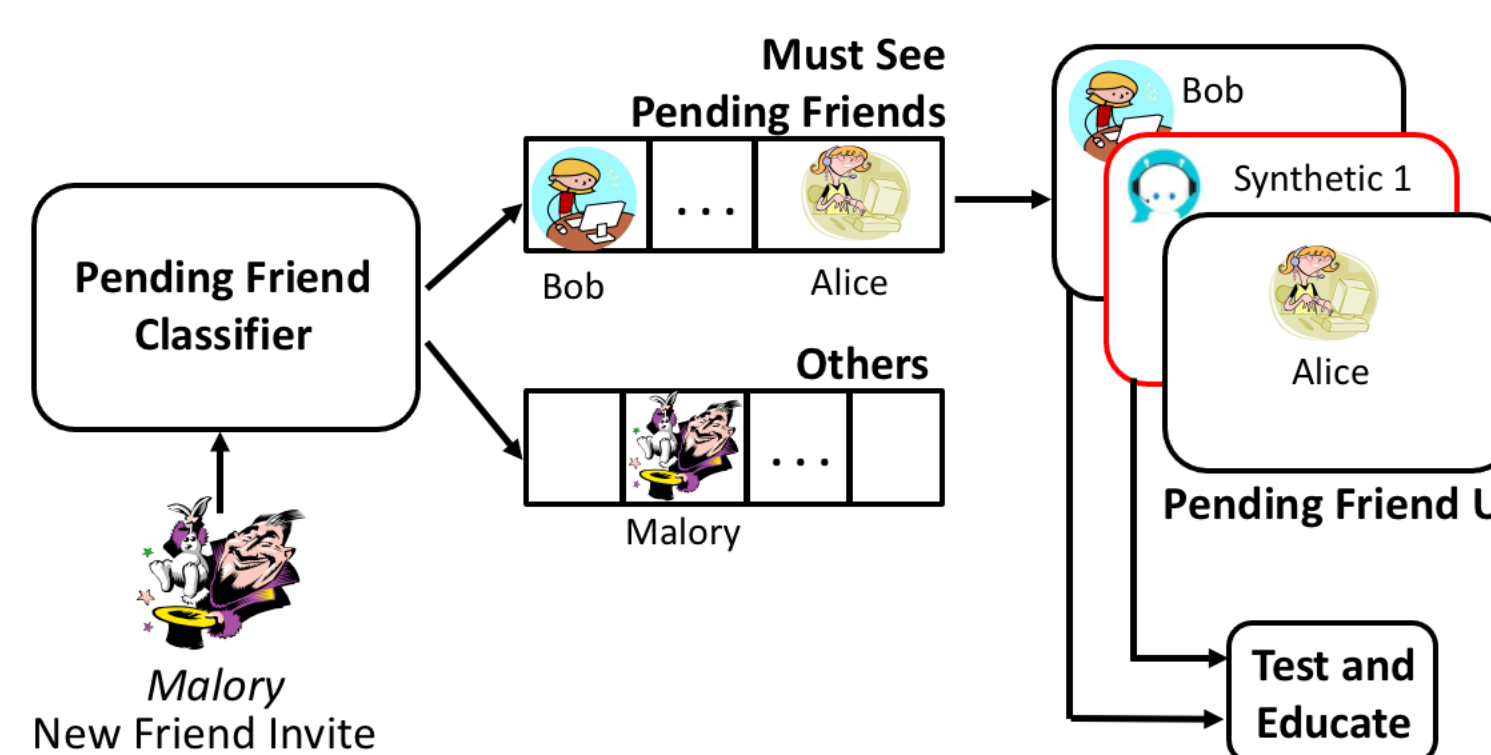 Must See
Pending Friends
Bob
. . .
Alice
Pending Friend
Classifier
Others
. . .
Malory
Malory
New Friend Invite
Bob
Synthetic 1
Alice
Pending Friend U
Test and
Educate